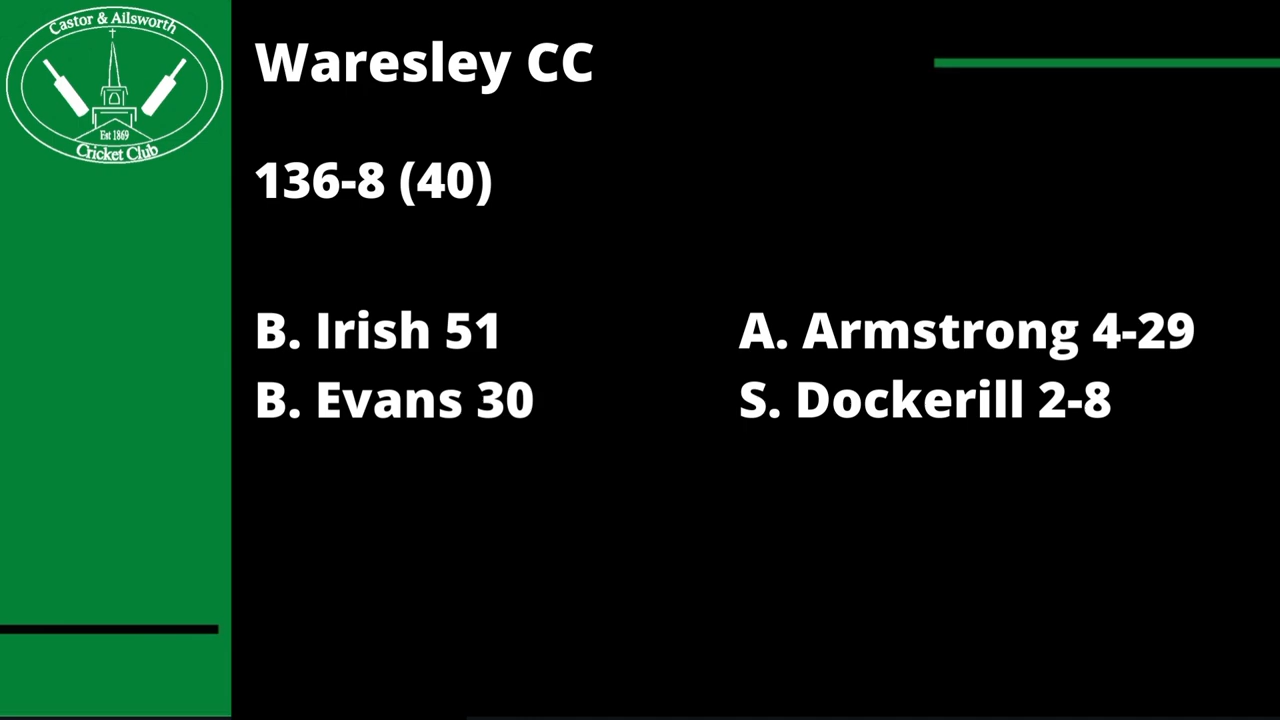 Castor & Ailsworth
Est 1869
Cricket Club
Waresley CC
136-8 (40)
B. Irish 51
B. Evans 30
A. Armstrong 4-29
S. Dockerill 2-8